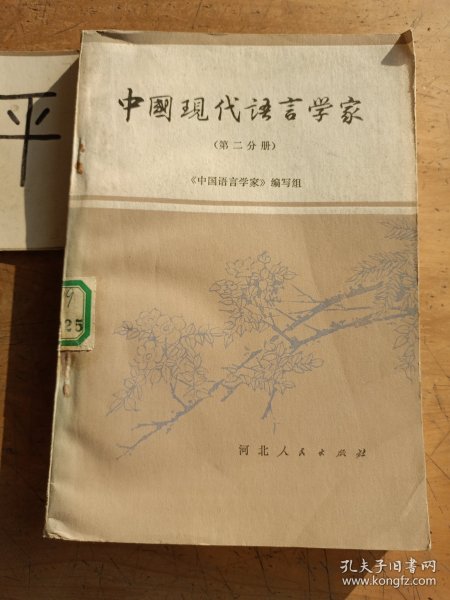 平
中國現代语言学家
（第二分册）
《中国语言学家》编写组
25
河北人民出版社
孔夫子旧书网
www.kongfz.com